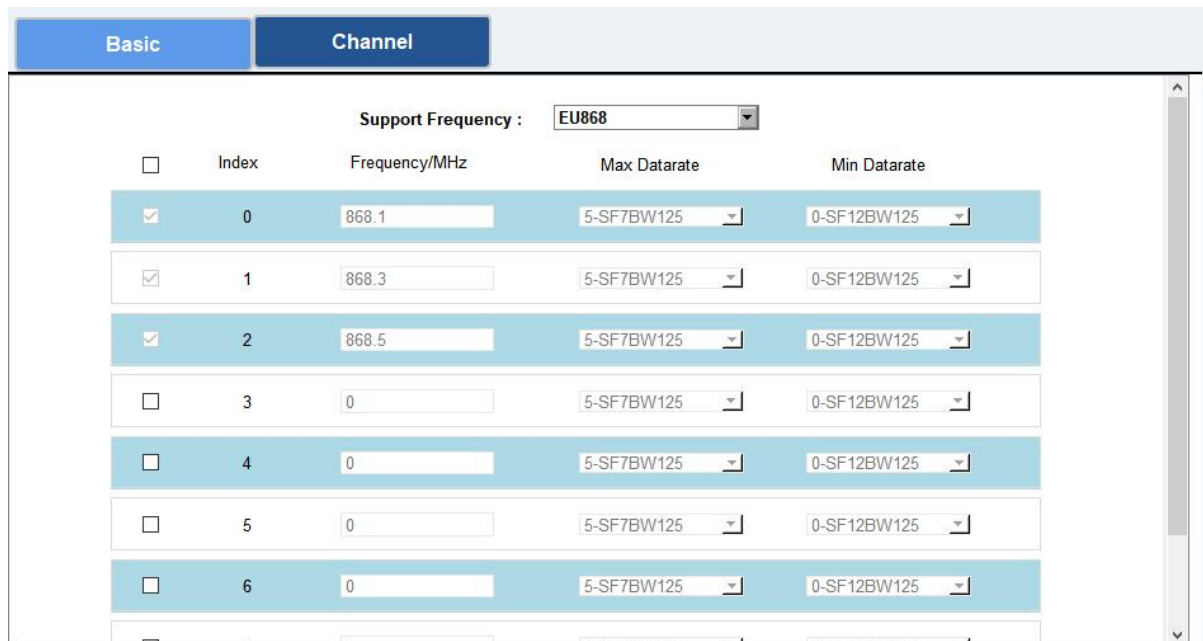 Basic Channel
Support Frequency : EU868
Index Frequency/MHz Max Datarate Min Datarate
0 868.1 5-SF7BW125 0-SF12BW125
1 868.3 5-SF7BW125 0-SF12BW125
2 868.5 5-SF7BW125 0-SF12BW125
3 0 5-SF7BW125 0-SF12BW125
4 0 5-SF7BW125 0-SF12BW125
5 0 5-SF7BW125 0-SF12BW125
6 0 5-SF7BW125 0-SF12BW125